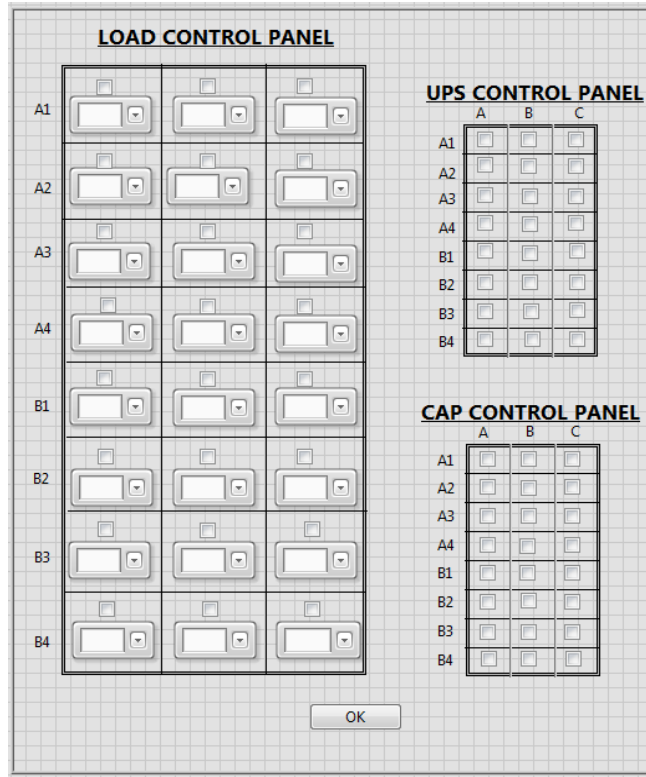 LOAD CONTROL PANEL
A1
A2
A3
A4
B1
B2
B3
B4
UPS CONTROL PANEL
A B C
A1
A2
A3
A4
B1
B2
B3
B4
CAP CONTROL PANEL
A B C
A1
A2
A3
A4
B1
B2
B3
B4
OK